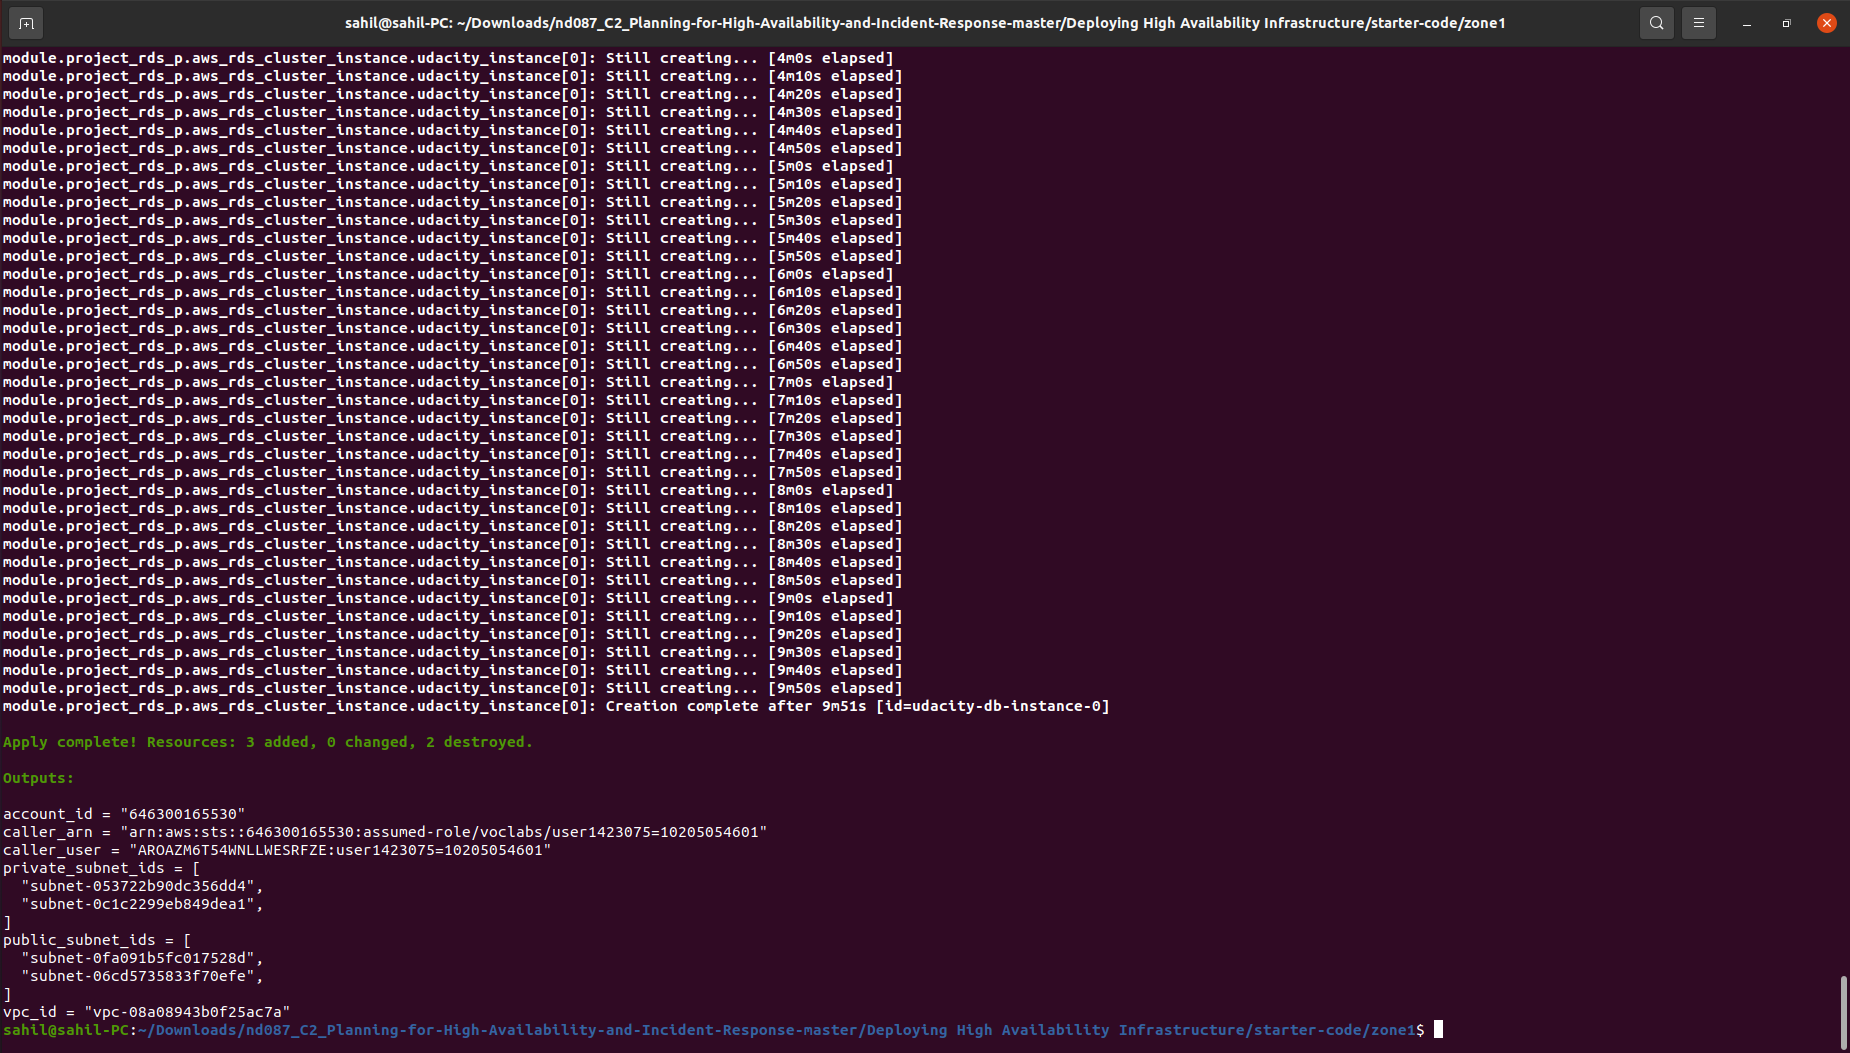 sahil@sahil-PC: ~/Downloads/nd087_C2_Planning-for-High-Availability-and-Incident-Response-master/Deploying High Availability Infrastructure/starter-code/zone1
module.project_rds_p.aws_rds_cluster_instance.udacity_instance[0]: Still creating... [4m0s elapsed]
module.project_rds_p.aws_rds_cluster_instance.udacity_instance[0]: Still creating... [4m10s elapsed]
module.project_rds_p.aws_rds_cluster_instance.udacity_instance[0]: Still creating... [4m20s elapsed]
module.project_rds_p.aws_rds_cluster_instance.udacity_instance[0]: Still creating... [4m30s elapsed]
module.project_rds_p.aws_rds_cluster_instance.udacity_instance[0]: Still creating... [4m40s elapsed]
module.project_rds_p.aws_rds_cluster_instance.udacity_instance[0]: Still creating... [4m50s elapsed]
module.project_rds_p.aws_rds_cluster_instance.udacity_instance[0]: Still creating... [5m0s elapsed]
module.project_rds_p.aws_rds_cluster_instance.udacity_instance[0]: Still creating... [5m10s elapsed]
module.project_rds_p.aws_rds_cluster_instance.udacity_instance[0]: Still creating... [5m20s elapsed]
module.project_rds_p.aws_rds_cluster_instance.udacity_instance[0]: Still creating... [5m30s elapsed]
module.project_rds_p.aws_rds_cluster_instance.udacity_instance[0]: Still creating... [5m40s elapsed]
module.project_rds_p.aws_rds_cluster_instance.udacity_instance[0]: Still creating... [5m50s elapsed]
module.project_rds_p.aws_rds_cluster_instance.udacity_instance[0]: Still creating... [6m0s elapsed]
module.project_rds_p.aws_rds_cluster_instance.udacity_instance[0]: Still creating... [6m10s elapsed]
module.project_rds_p.aws_rds_cluster_instance.udacity_instance[0]: Still creating... [6m20s elapsed]
module.project_rds_p.aws_rds_cluster_instance.udacity_instance[0]: Still creating... [6m30s elapsed]
module.project_rds_p.aws_rds_cluster_instance.udacity_instance[0]: Still creating... [6m40s elapsed]
module.project_rds_p.aws_rds_cluster_instance.udacity_instance[0]: Still creating... [6m50s elapsed]
module.project_rds_p.aws_rds_cluster_instance.udacity_instance[0]: Still creating... [7m0s elapsed]
module.project_rds_p.aws_rds_cluster_instance.udacity_instance[0]: Still creating... [7m10s elapsed]
module.project_rds_p.aws_rds_cluster_instance.udacity_instance[0]: Still creating... [7m20s elapsed]
module.project_rds_p.aws_rds_cluster_instance.udacity_instance[0]: Still creating... [7m30s elapsed]
module.project_rds_p.aws_rds_cluster_instance.udacity_instance[0]: Still creating... [7m40s elapsed]
module.project_rds_p.aws_rds_cluster_instance.udacity_instance[0]: Still creating... [7m50s elapsed]
module.project_rds_p.aws_rds_cluster_instance.udacity_instance[0]: Still creating... [8m0s elapsed]
module.project_rds_p.aws_rds_cluster_instance.udacity_instance[0]: Still creating... [8m10s elapsed]
module.project_rds_p.aws_rds_cluster_instance.udacity_instance[0]: Still creating... [8m20s elapsed]
module.project_rds_p.aws_rds_cluster_instance.udacity_instance[0]: Still creating... [8m30s elapsed]
module.project_rds_p.aws_rds_cluster_instance.udacity_instance[0]: Still creating... [8m40s elapsed]
module.project_rds_p.aws_rds_cluster_instance.udacity_instance[0]: Still creating... [8m50s elapsed]
module.project_rds_p.aws_rds_cluster_instance.udacity_instance[0]: Still creating... [9m0s elapsed]
module.project_rds_p.aws_rds_cluster_instance.udacity_instance[0]: Still creating... [9m10s elapsed]
module.project_rds_p.aws_rds_cluster_instance.udacity_instance[0]: Still creating... [9m20s elapsed]
module.project_rds_p.aws_rds_cluster_instance.udacity_instance[0]: Still creating... [9m30s elapsed]
module.project_rds_p.aws_rds_cluster_instance.udacity_instance[0]: Still creating... [9m40s elapsed]
module.project_rds_p.aws_rds_cluster_instance.udacity_instance[0]: Still creating... [9m50s elapsed]
module.project_rds_p.aws_rds_cluster_instance.udacity_instance[0]: Creation complete after 9m51s [id=udacity-db-instance-0]
Apply complete! Resources: 3 added, 0 changed, 2 destroyed.
Outputs:
account_id = "646300165530"
caller_arn = "arn:aws:sts::646300165530:assumed-role/voclabs/user1423075=10205054601"
caller_user = "AROAZM6T54WNLLWESRFZE:user1423075=10205054601"
private_subnet_ids = [
  "subnet-053722b90dc356dd4",
  "subnet-0c1c2299eb849dea1",
]
public_subnet_ids = [
  "subnet-0fa091b5fc017528d",
  "subnet-06cd5735833f70efe",
]
vpc_id = "vpc-08a08943b0f25ac7a"
sahil@sahil-PC:~/Downloads/nd087_C2_Planning-for-High-Availability-and-Incident-Response-master/Deploying High Availability Infrastructure/starter-code/zone1$